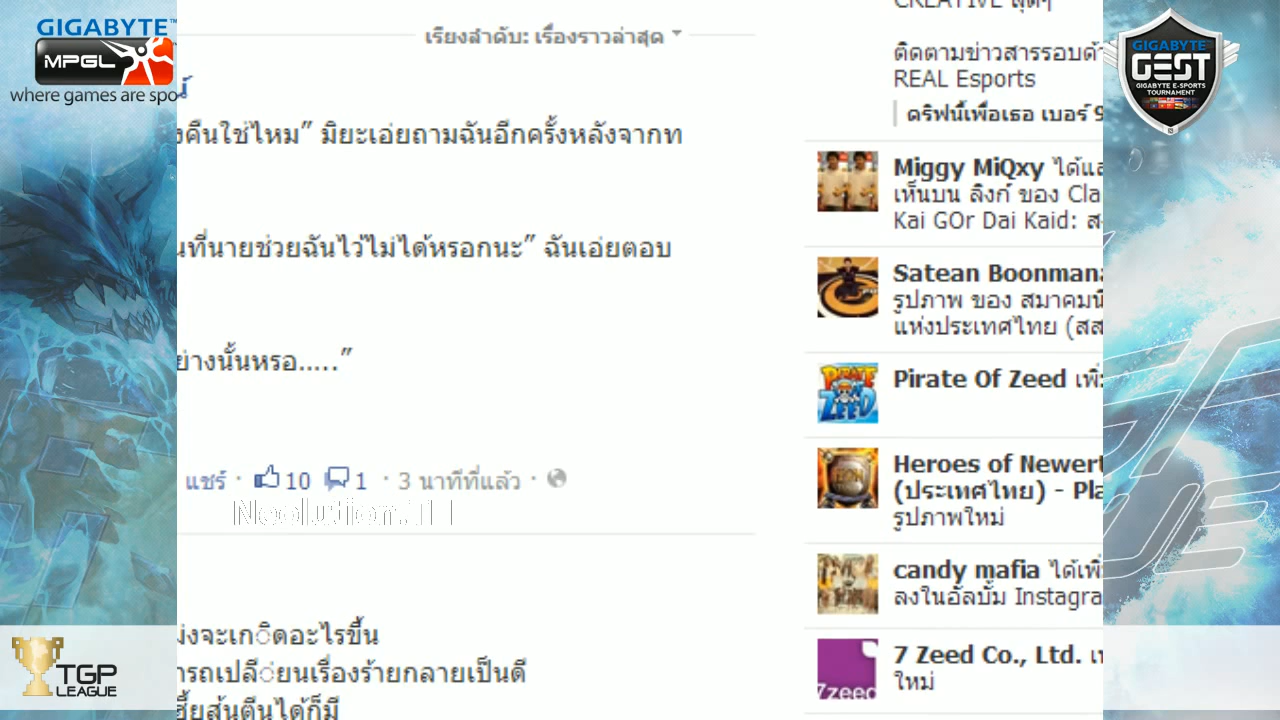 GIGABYTE™
MPGL
where games are spo
เรียงลำดับ: เรื่องราวล่าสุด
งคืนใช่ไหม” มิยะเอ่ยถามฉันอีกครั้งหลังจากท
นที่นายช่วยฉันไว้ไม่ได้หรอกนะ” ฉันเอ่ยตอบ
ย่างนั้นหรอ.....”
แชร์ · 10 1 · 3 นาทีที่แล้ว ·
Neolution.TH
จะเกิดอะไรขึ้น
ารถเปลี่ยนเรื่องร้ายกลายเป็นดี
ส้นตีนได้ก็มี
TGP
LEAGUE
CREATIVE สุดๆ
ติดตามข่าวสารรอบด้
REAL Esports
ดริฟนี้เพื่อเธอ เบอร์ 9
Miggy MiQxy ได้แส
เห็นบน ลิงก์ ของ Cla
Kai GOr Dai Kaid: ส
Satean Boonmana
รูปภาพ ของ สมาคมนิ
แห่งประเทศไทย (สส
PIRATE OF ZEED
Pirate Of Zeed เพิ่
HON
Heroes of Newert
(ประเทศไทย) - Pla
รูปภาพใหม่
candy mafia ได้เพิ่
ลงในอัลบั้ม Instagra
7zeed
7 Zeed Co., Ltd. เ
ใหม่
GIGABYTE
GEST
GIGABYTE E-SPORTS
TOURNAMENT